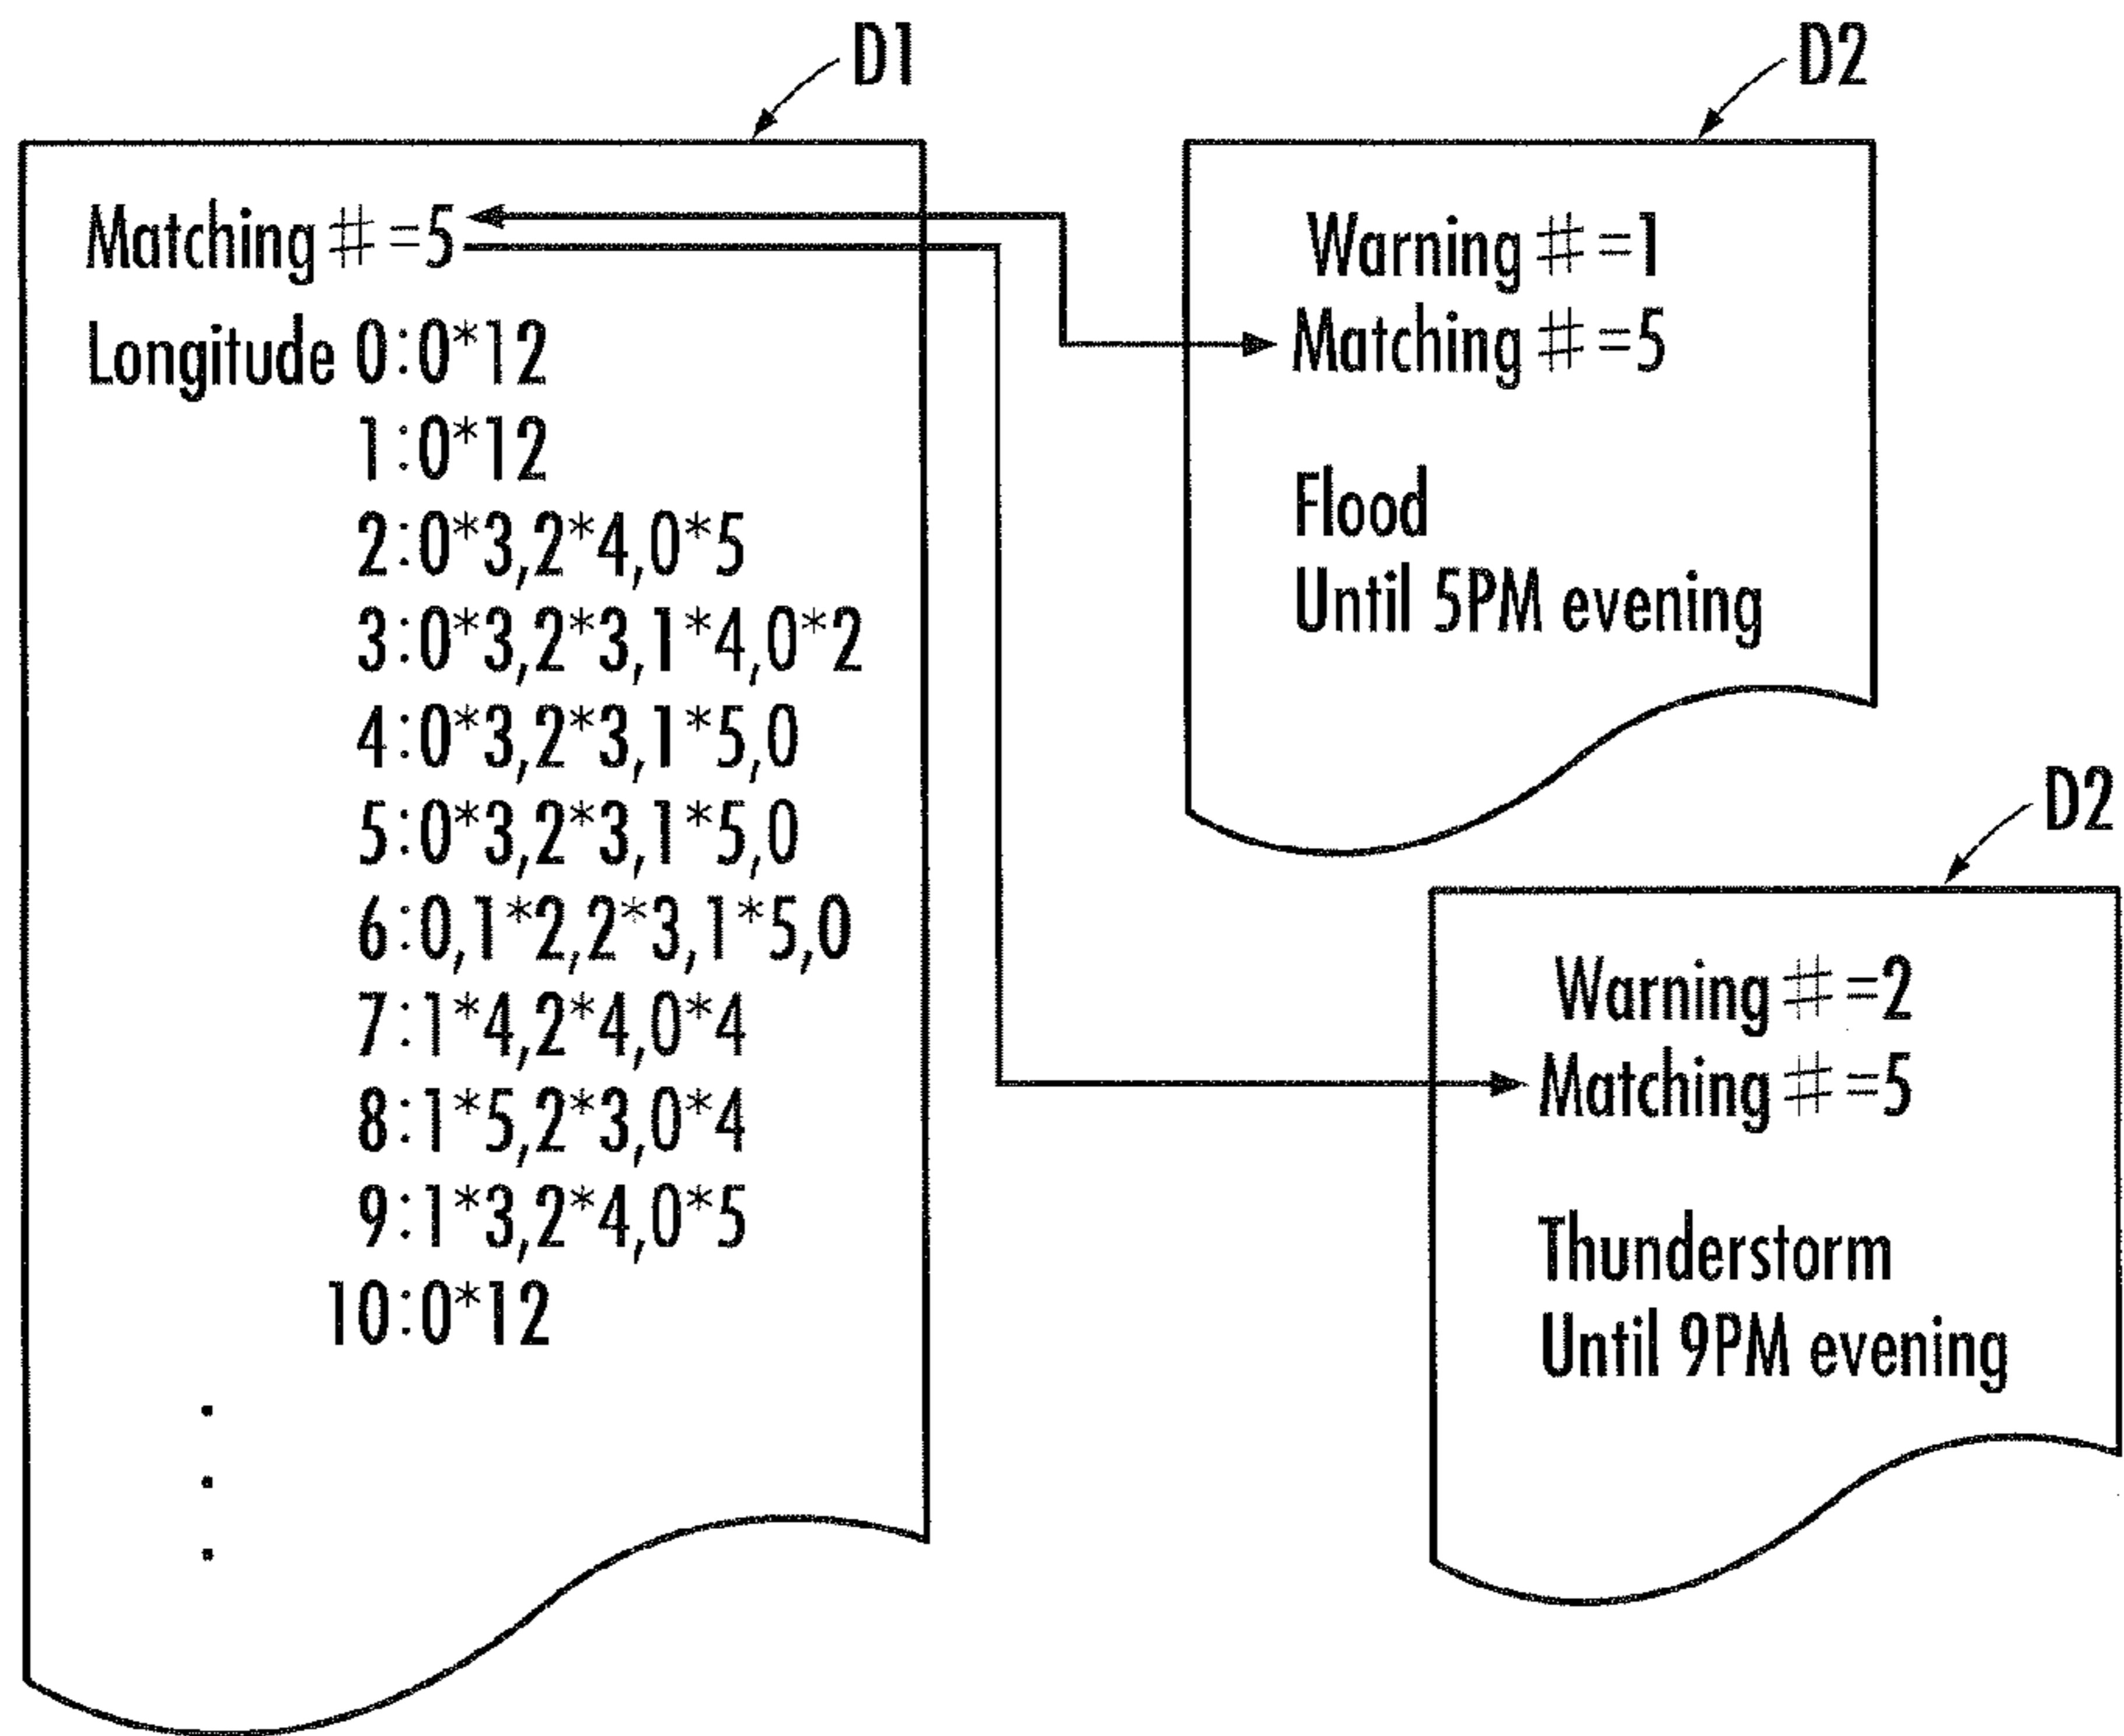 D1
Matching # =5
Longitude 0:0*12
1:0*12
2:0*3,2*4,0*5
3:0*3,2*3,1*4,0*2
4:0*3,2*3,1*5,0
5:0*3,2*3,1*5,0
6:0,1*2,2*3,1*5,0
7:1*4,2*4,0*4
8:1*5,2*3,0*4
9:1*3,2*4,0*5
10:0*12
D2
Warning # =1
Matching # =5
Flood
Until 5PM evening
D2
Warning # =2
Matching # =5
Thunderstorm
Until 9PM evening